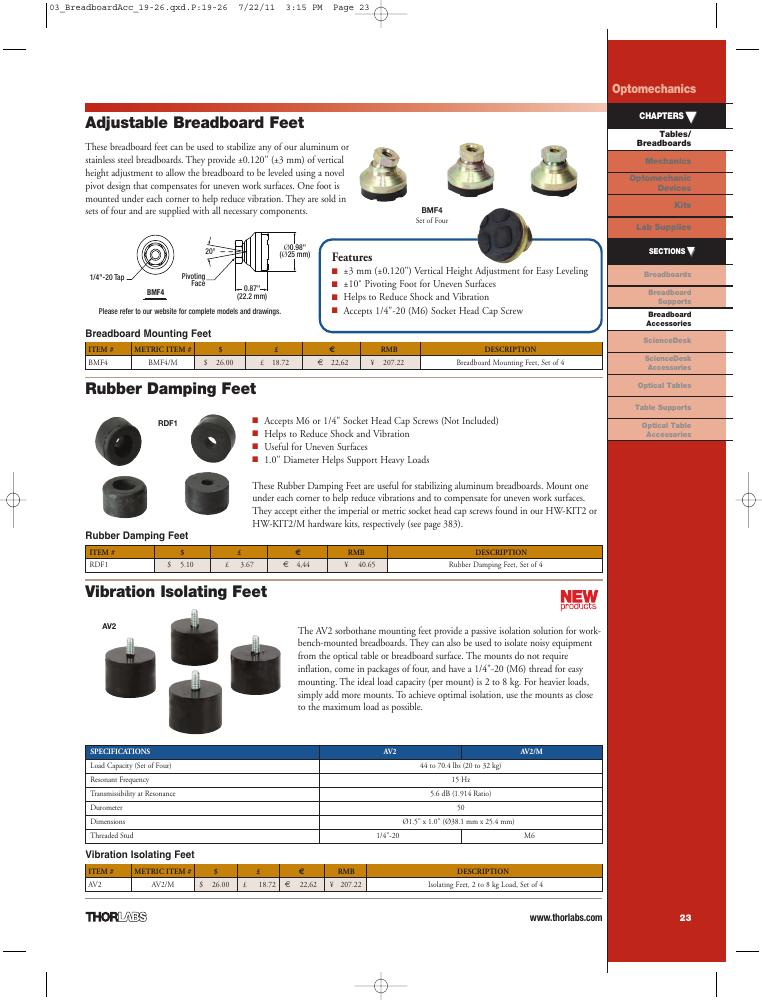 03_BreadboardAcc_19-26.qxd.P:19-26 7/22/11 3:15 PM Page 23
Optomechanics
CHAPTERS ▼
Tables/
Breadboards
Mechanics
Optomechanic
Devices
Kits
Lab Supplies
SECTIONS ▼
Breadboards
Breadboard
Supports
Breadboard
Accessories
ScienceDesk
ScienceDesk
Accessories
Optical Tables
Table Supports
Optical Table
Accessories
Adjustable Breadboard Feet
These breadboard feet can be used to stabilize any of our aluminum or
stainless steel breadboards. They provide ±0.120" (±3 mm) of vertical
height adjustment to allow the breadboard to be leveled using a novel
pivot design that compensates for uneven work surfaces. One foot is
mounted under each corner to help reduce vibration. They are sold in
sets of four and are supplied with all necessary components.
BMF4
Set of Four
20°
Ø0.98"
(Ø25 mm)
1/4"-20 Tap
Pivoting
Face
0.87"
(22.2 mm)
BMF4
Please refer to our website for complete models and drawings.
Features
■ ±3 mm (±0.120") Vertical Height Adjustment for Easy Leveling
■ ±10° Pivoting Foot for Uneven Surfaces
■ Helps to Reduce Shock and Vibration
■ Accepts 1/4"-20 (M6) Socket Head Cap Screw
Breadboard Mounting Feet
ITEM # METRIC ITEM # $ £ € RMB DESCRIPTION
BMF4 BMF4/M $ 26.00 £ 18.72 € 22,62 ¥ 207.22 Breadboard Mounting Feet, Set of 4
Rubber Damping Feet
RDF1
■ Accepts M6 or 1/4" Socket Head Cap Screws (Not Included)
■ Helps to Reduce Shock and Vibration
■ Useful for Uneven Surfaces
■ 1.0" Diameter Helps Support Heavy Loads
These Rubber Damping Feet are useful for stabilizing aluminum breadboards. Mount one
under each corner to help reduce vibrations and to compensate for uneven work surfaces.
They accept either the imperial or metric socket head cap screws found in our HW-KIT2 or
HW-KIT2/M hardware kits, respectively (see page 383).
Rubber Damping Feet
ITEM # $ £ € RMB DESCRIPTION
RDF1 $ 5.10 £ 3.67 € 4,44 ¥ 40.65 Rubber Damping Feet, Set of 4
Vibration Isolating Feet
NEW
products
AV2
The AV2 sorbothane mounting feet provide a passive isolation solution for work-
bench-mounted breadboards. They can also be used to isolate noisy equipment
from the optical table or breadboard surface. The mounts do not require
inflation, come in packages of four, and have a 1/4"-20 (M6) thread for easy
mounting. The ideal load capacity (per mount) is 2 to 8 kg. For heavier loads,
simply add more mounts. To achieve optimal isolation, use the mounts as close
to the maximum load as possible.
SPECIFICATIONS AV2 AV2/M
Load Capacity (Set of Four) 44 to 70.4 lbs (20 to 32 kg)
Resonant Frequency 15 Hz
Transmissibility at Resonance 5.6 dB (1.914 Ratio)
Durometer 50
Dimensions Ø1.5" x 1.0" (Ø38.1 mm x 25.4 mm)
Threaded Stud 1/4"-20 M6
Vibration Isolating Feet
ITEM # METRIC ITEM # $ £ € RMB DESCRIPTION
AV2 AV2/M $ 26.00 £ 18.72 € 22,62 ¥ 207.22 Isolating Feet, 2 to 8 kg Load, Set of 4
THORLABS
www.thorlabs.com
23